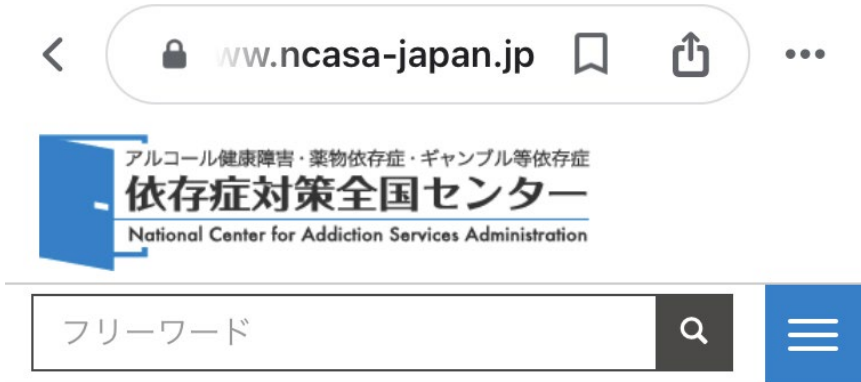 ww.ncasa-japan.jp
アルコール健康障害・薬物依存症・ギャンブル等依存症
依存症対策全国センター
National Center for Addiction Services Administration
フリーワード